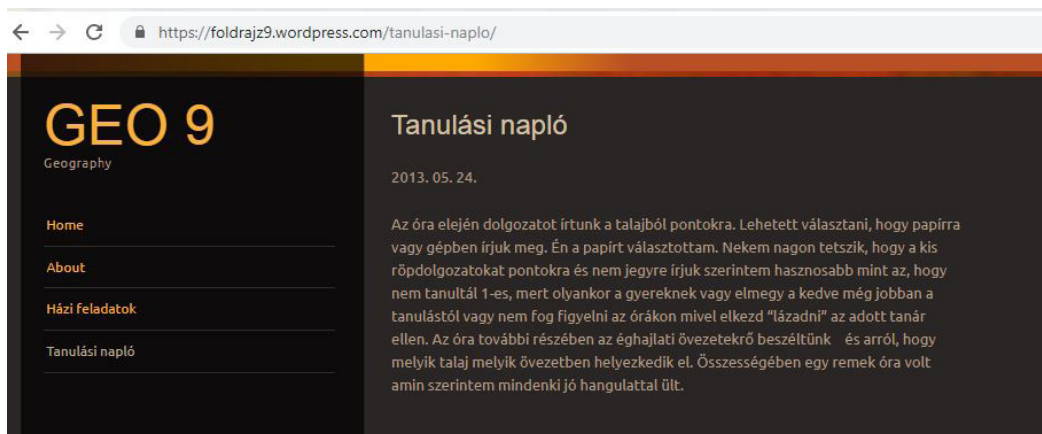 https://foldrajz9.wordpress.com/tanulasi-naplo/
GEO 9
Geography
Home
About
Házi feladatok
Tanulási napló
Tanulási napló
2013. 05. 24.
Az óra elején dolgozatot írtunk a talajból pontokra. Lehetett választani, hogy papírra
vagy gépben írjuk meg. Én a papírt választottam. Nekem nagon tetszik, hogy a kis
röpdolgozatokat pontokra és nem jegyre írjuk szerintem hasznosabb mint az, hogy
nem tanultál 1-es, mert olyankor a gyereknek vagy elmegy a kedve még jobban a
tanulástól vagy nem fog figyelni az órákon mivel elkezd “lázadni” az adott tanár
ellen. Az óra további részében az éghajlati övezetekrő beszéltünk és arról, hogy
melyik talaj melyik övezetben helyezkedik el. Összességében egy remek óra volt
amin szerintem mindenki jó hangulattal ült.